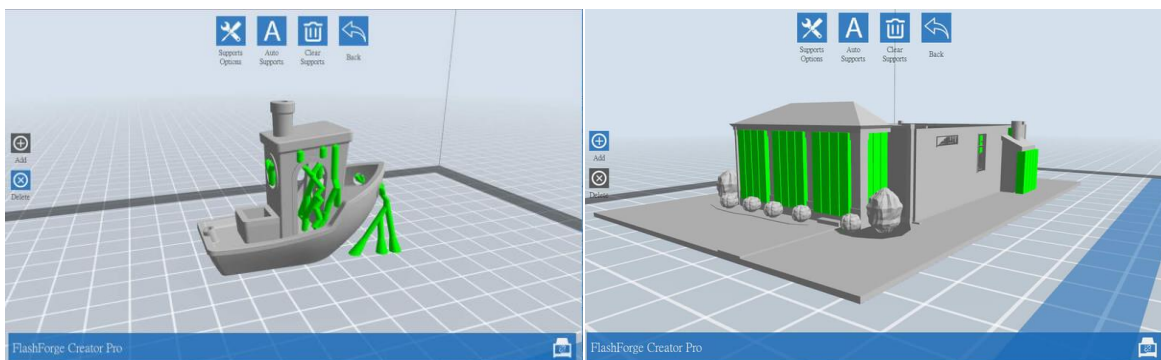 Supports
Options
Auto
Supports
Clear
Supports
Back
A
Add
Delete
FlashForge Creator Pro
Supports
Options
Auto
Supports
Clear
Supports
Back
A
Add
Delete
FlashForge Creator Pro